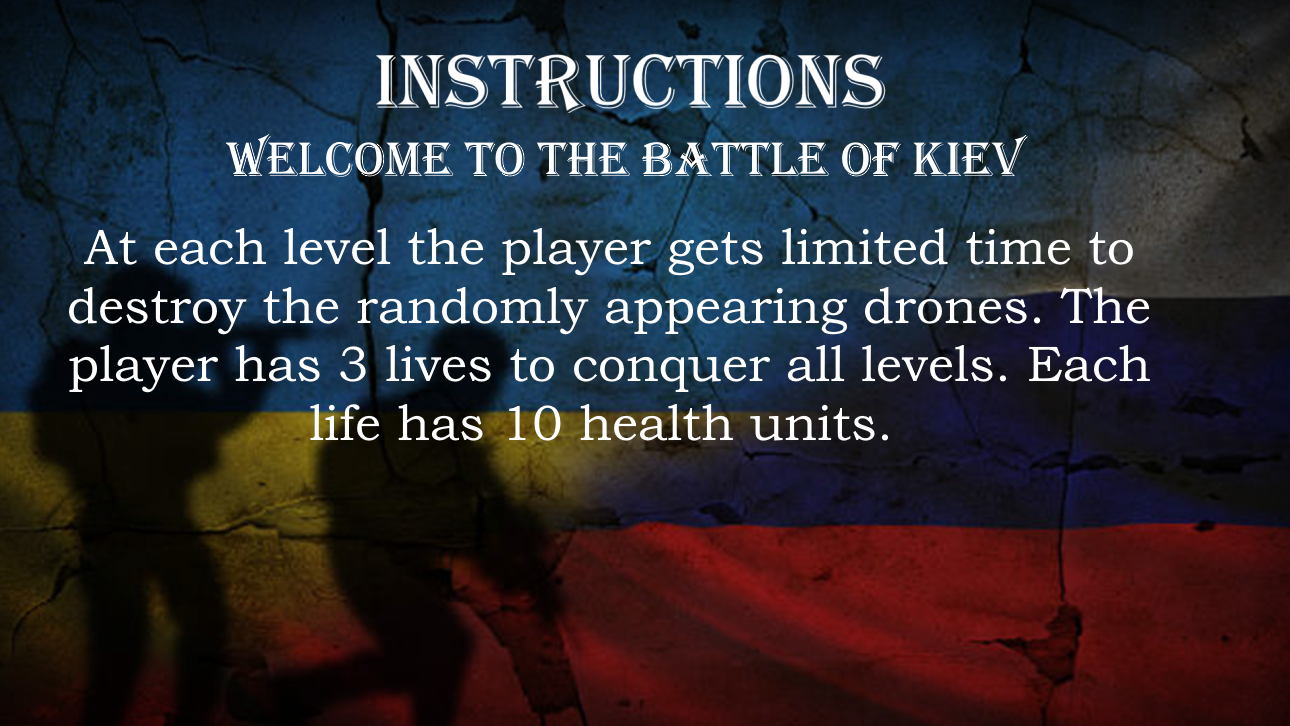 INSTRUCTIONS
WELCOME TO THE BATTLE OF KIEV
At each level the player gets limited time to
destroy the randomly appearing drones. The
player has 3 lives to conquer all levels. Each
life has 10 health units.